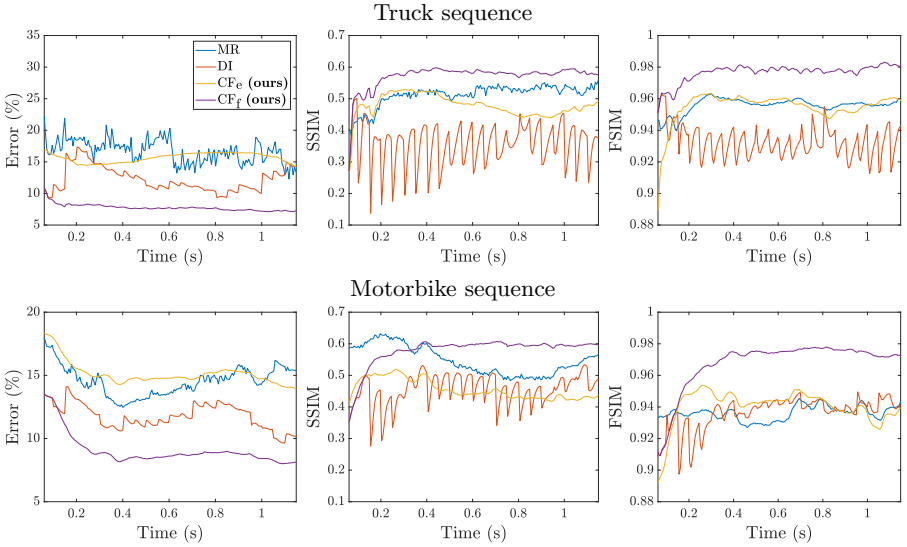 Truck sequence
35
30
25
20
15
10
5
Error (%)
0.2 0.4 0.6 0.8 1
Time (s)
MR
DI
CFe (ours)
CFf (ours)
0.7
0.6
0.5
0.4
0.3
0.2
0.1
SSIM
0.2 0.4 0.6 0.8 1
Time (s)
1
0.98
0.96
0.94
0.92
0.9
0.88
FSIM
0.2 0.4 0.6 0.8 1
Time (s)
Motorbike sequence
20
15
10
5
Error (%)
0.2 0.4 0.6 0.8 1
Time (s)
0.7
0.6
0.5
0.4
0.3
0.2
0.1
SSIM
0.2 0.4 0.6 0.8 1
Time (s)
1
0.98
0.96
0.94
0.92
0.9
0.88
FSIM
0.2 0.4 0.6 0.8 1
Time (s)